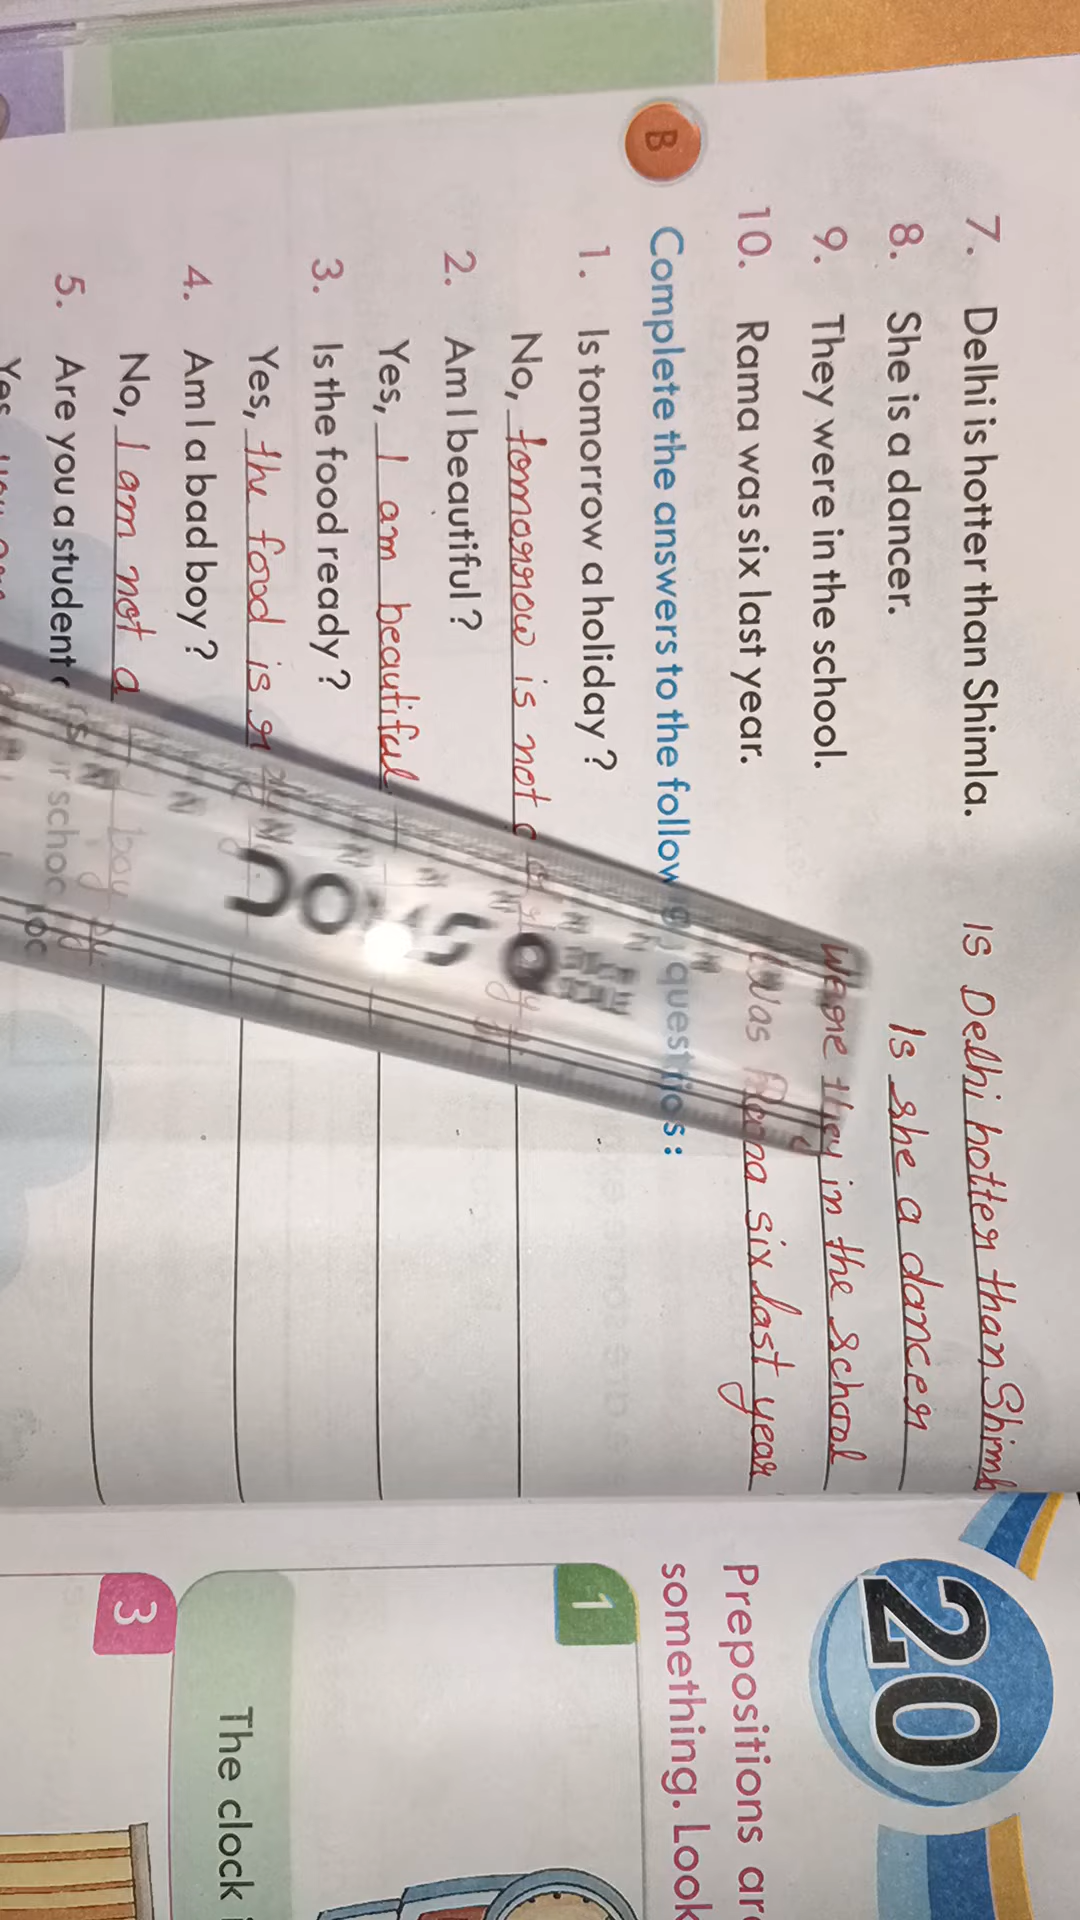 7. Delhi is hotter than Shimla. Is Delhi hotter than Shimla
8. She is a dancer. Is she a dancer
9. They were in the school. Were they in the school
10. Rama was six last year. Was Rama six last year
B Complete the answers to the following questios:
1. Is tomorrow a holiday?
No, tomorrow is not
2. Am I beautiful?
Yes, I am beautiful
3. Is the food ready?
Yes, the food is
4. Am I a bad boy?
No, I am not a boy
5. Are you a student
Yes
20
Prepositions are
something. Look
1
The clock
3